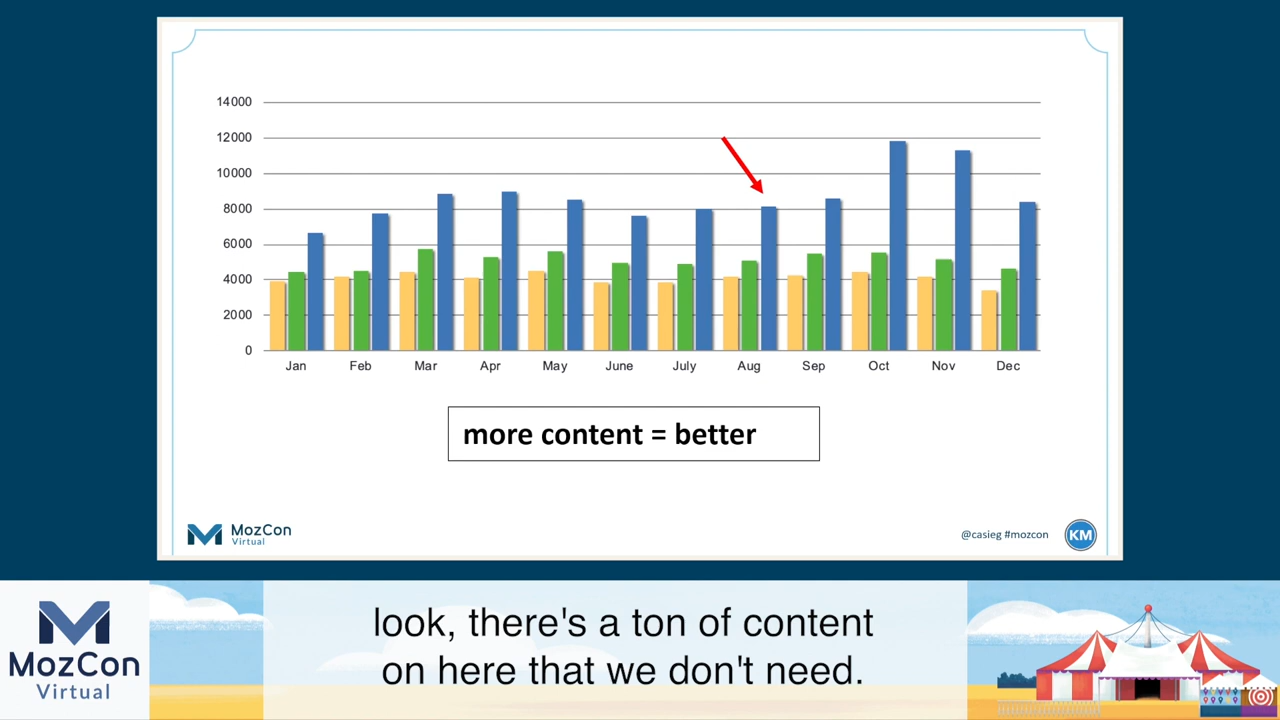 14000
12000
10000
8000
6000
4000
2000
0
Jan Feb Mar Apr May June July Aug Sep Oct Nov Dec
more content = better
MozCon
Virtual
@casieg #mozcon
KM
look, there's a ton of content
on here that we don't need.
MozCon
Virtual